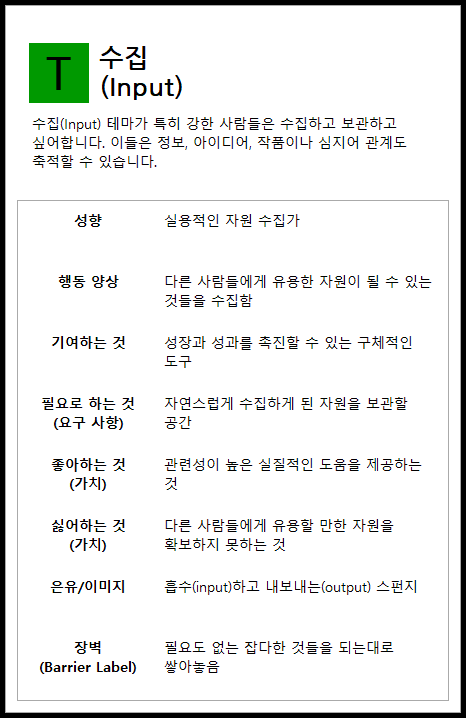 T
수집
(Input)
수집(Input) 테마가 특히 강한 사람들은 수집하고 보관하고
싶어합니다. 이들은 정보, 아이디어, 작품이나 심지어 관계도
축적할 수 있습니다.
성향
실용적인 자원 수집가
행동 양상
다른 사람들에게 유용한 자원이 될 수 있는
것들을 수집함
기여하는 것
성장과 성과를 촉진할 수 있는 구체적인
도구
필요로 하는 것
(요구 사항)
자연스럽게 수집하게 된 자원을 보관할
공간
좋아하는 것
(가치)
관련성이 높은 실질적인 도움을 제공하는
것
싫어하는 것
(가치)
다른 사람들에게 유용할 만한 자원을
확보하지 못하는 것
은유/이미지
흡수(input)하고 내보내는(output) 스펀지
장벽
(Barrier Label)
필요도 없는 잡다한 것들을 되는대로
쌓아놓음